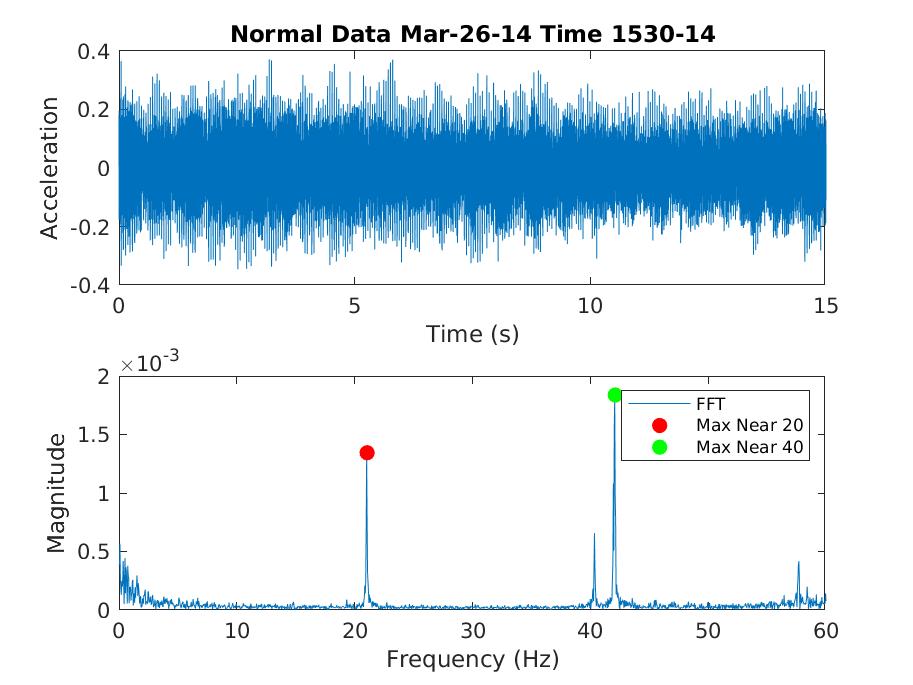 Normal Data Mar-26-14 Time 1530-14
0.4
0.2
0
-0.2
-0.4
Acceleration
0 5 10 15
Time (s)
×10-3
2
1.5
1
0.5
0
Magnitude
FFT
Max Near 20
Max Near 40
0 10 20 30 40 50 60
Frequency (Hz)